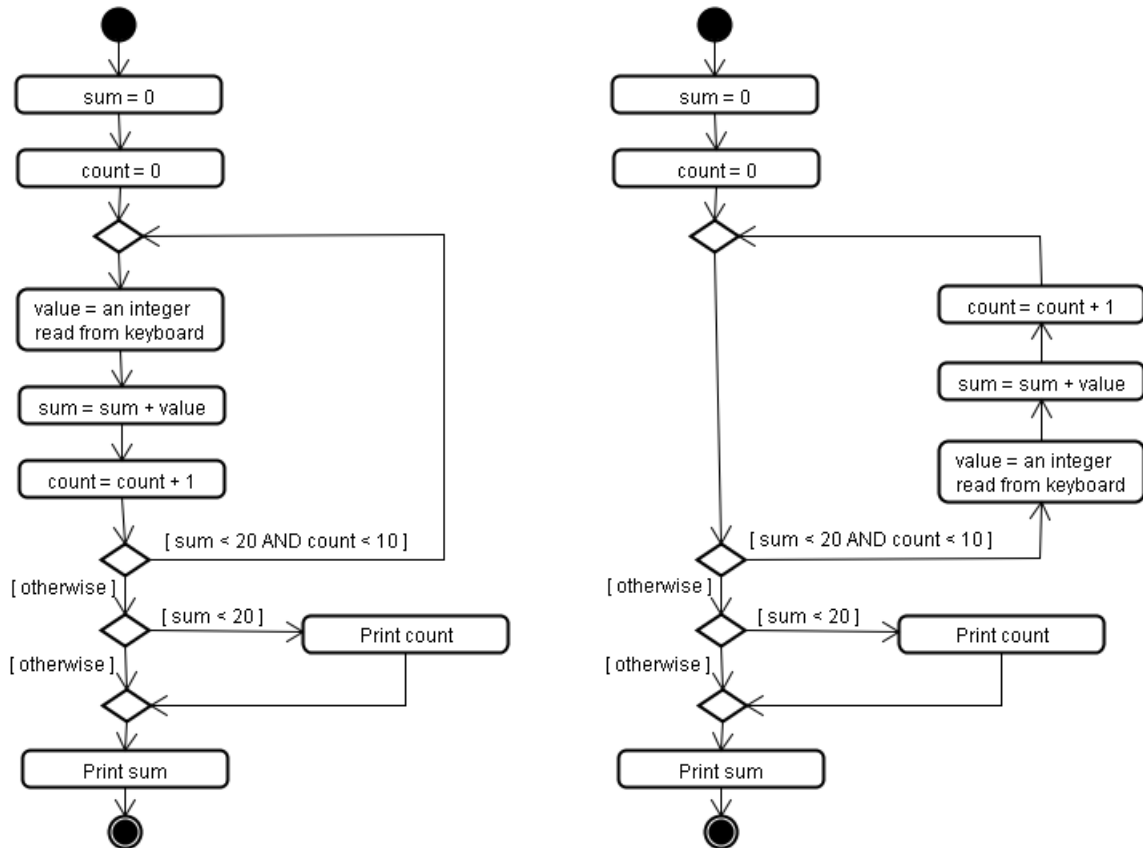 sum = 0
count = 0
value = an integer
read from keyboard
sum = sum + value
count = count + 1
[ sum < 20 AND count < 10 ]
[ otherwise ]
[ sum < 20 ]
Print count
[ otherwise ]
Print sum
sum = 0
count = 0
count = count + 1
sum = sum + value
value = an integer
read from keyboard
[ sum < 20 AND count < 10 ]
[ otherwise ]
[ sum < 20 ]
Print count
[ otherwise ]
Print sum